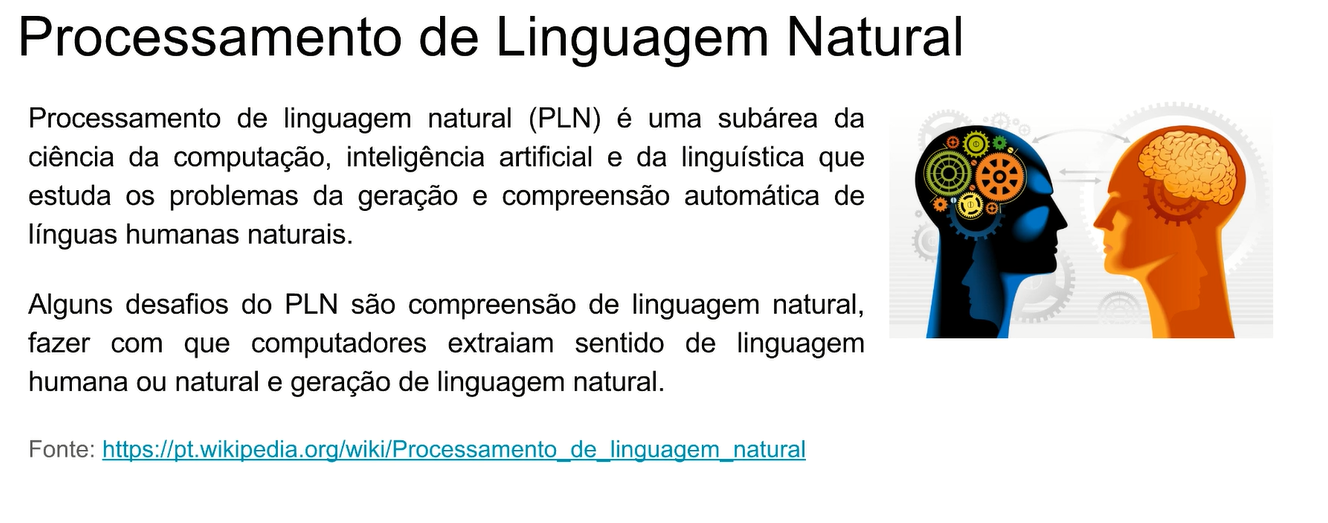 Processamento de Linguagem Natural
Processamento de linguagem natural (PLN) é uma subárea da
ciência da computação, inteligência artificial e da linguística que
estuda os problemas da geração e compreensão automática de
línguas humanas naturais.
Alguns desafios do PLN são compreensão de linguagem natural,
fazer com que computadores extraiam sentido de linguagem
humana ou natural e geração de linguagem natural.
Fonte: https://pt.wikipedia.org/wiki/Processamento_de_linguagem_natural